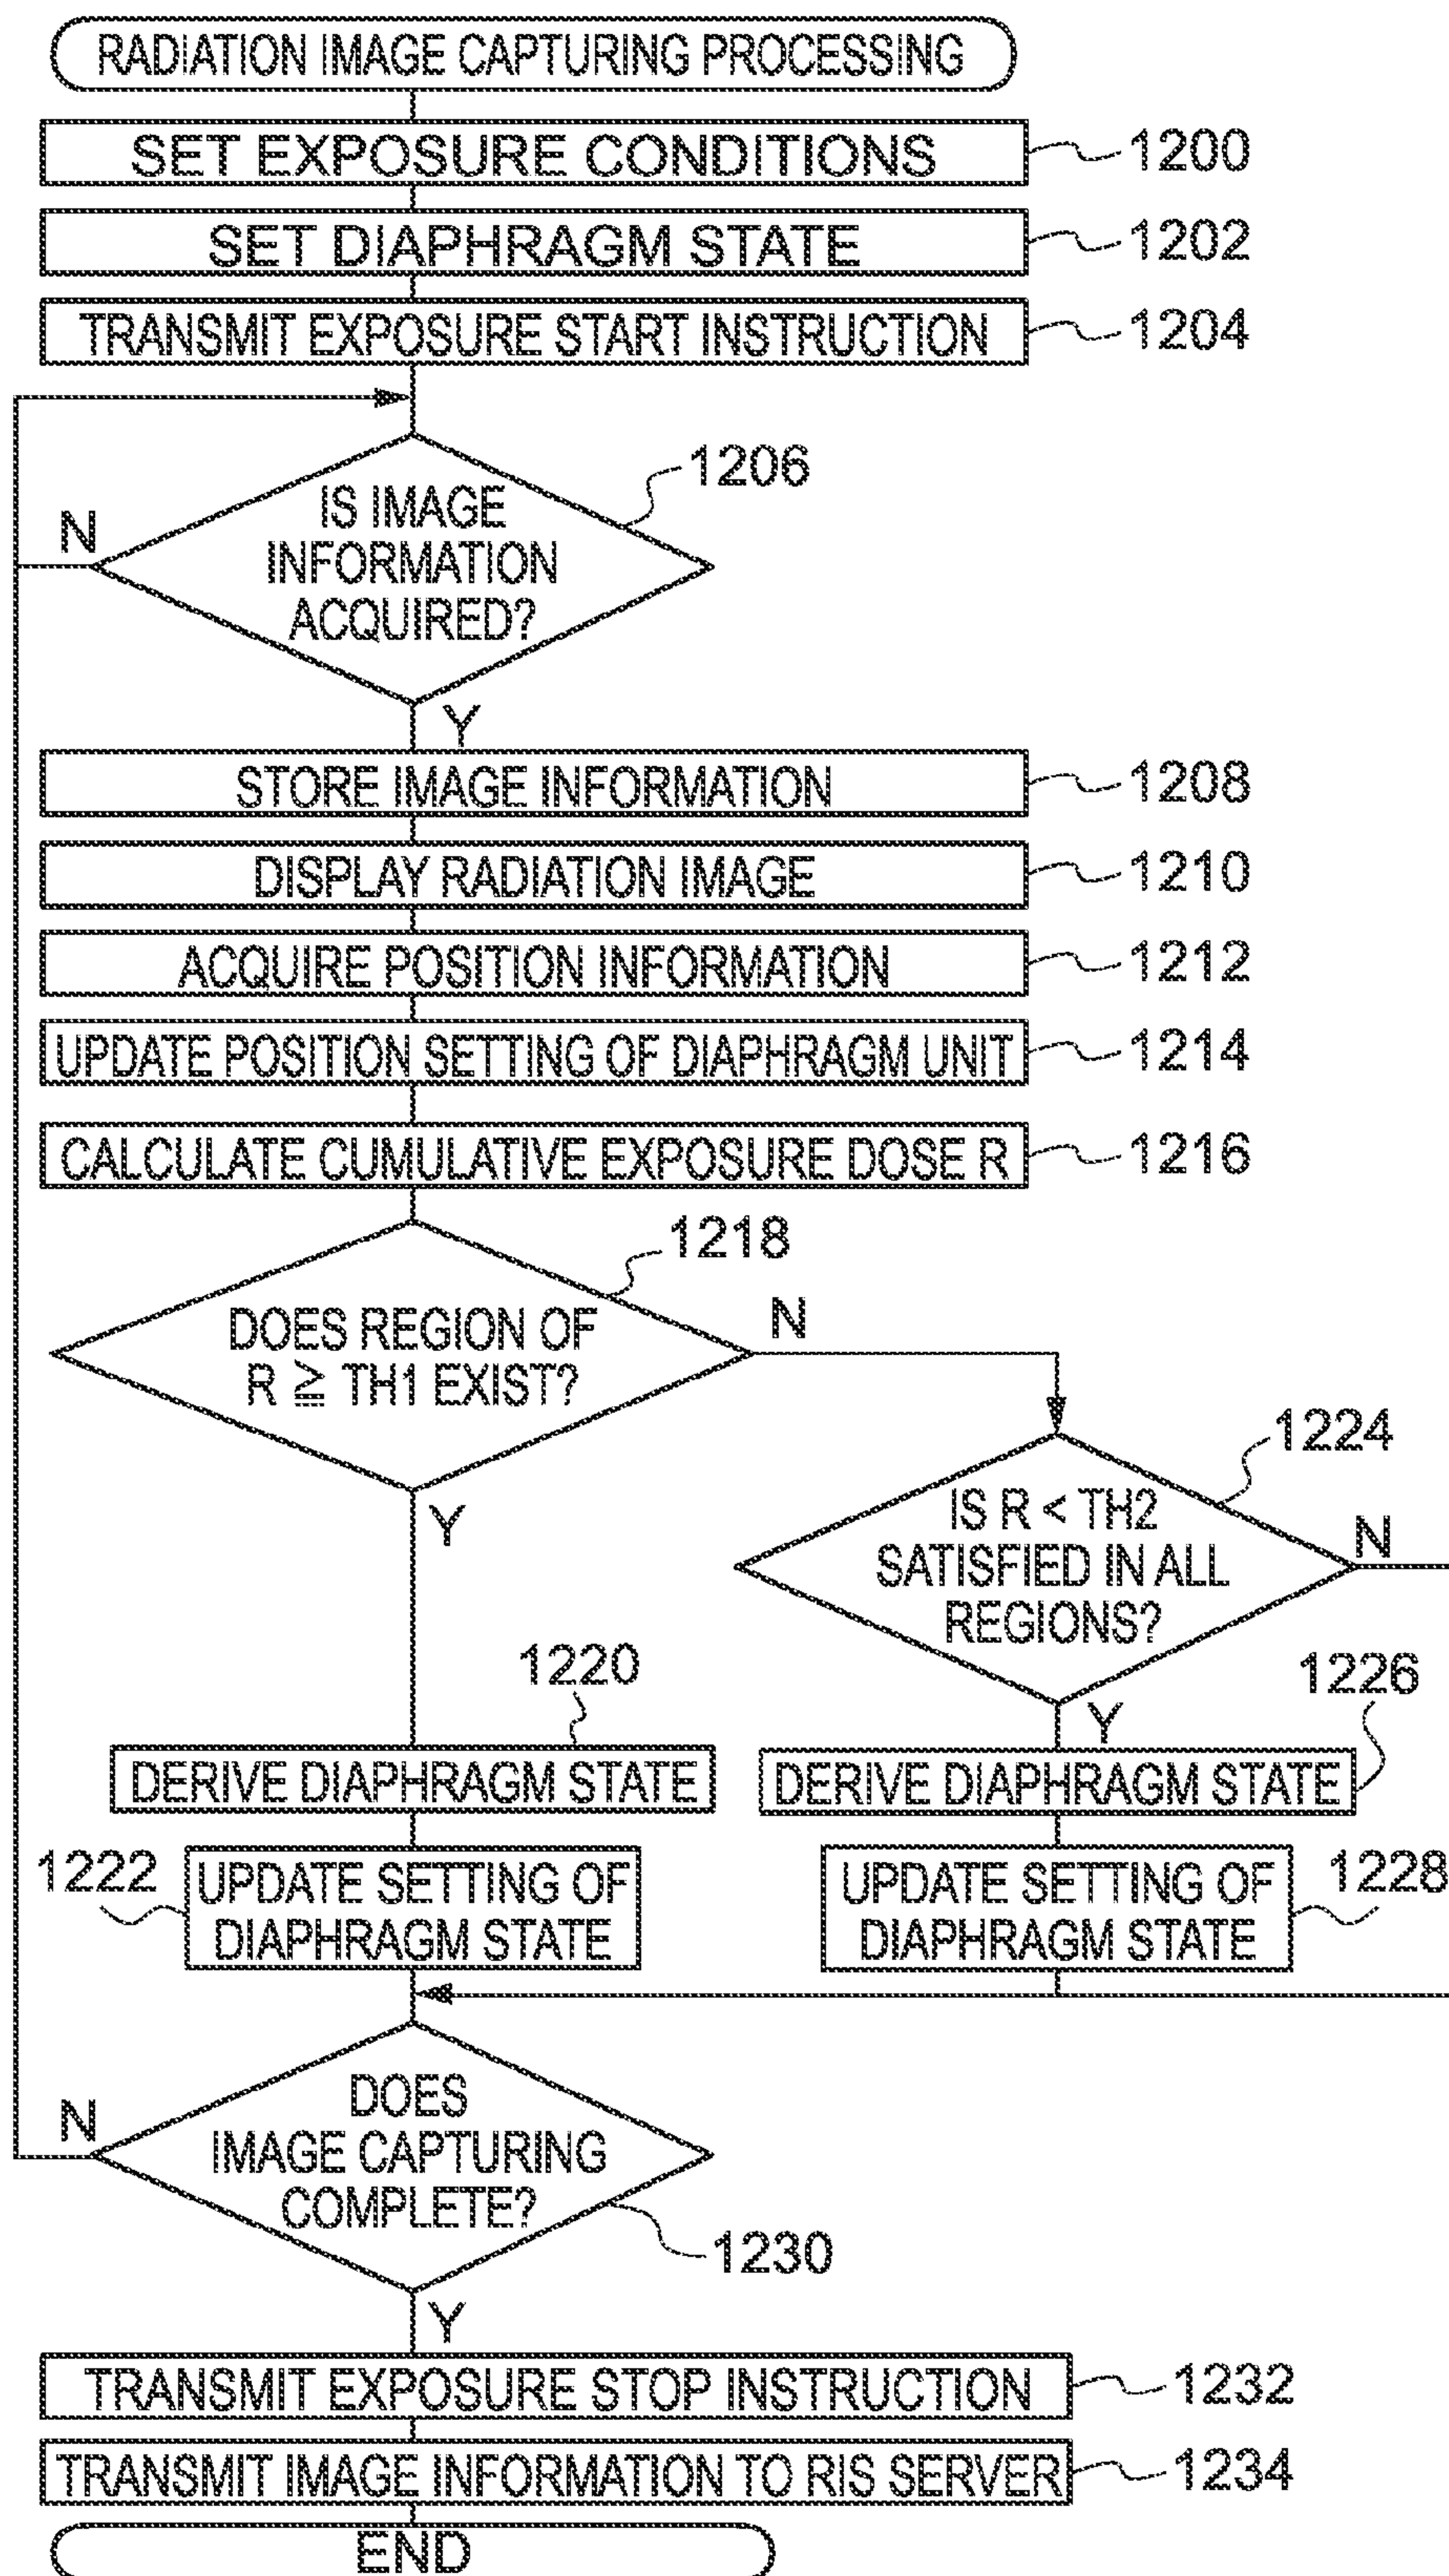 RADIATION IMAGE CAPTURING PROCESSING
SET EXPOSURE CONDITIONS
1200
SET DIAPHRAGM STATE
1202
TRANSMIT EXPOSURE START INSTRUCTION
1204
1206
IS IMAGE
INFORMATION
ACQUIRED?
N
Y
STORE IMAGE INFORMATION
1208
DISPLAY RADIATION IMAGE
1210
ACQUIRE POSITION INFORMATION
1212
UPDATE POSITION SETTING OF DIAPHRAGM UNIT
1214
CALCULATE CUMULATIVE EXPOSURE DOSE R
1216
1218
DOES REGION OF
R ≧ TH1 EXIST?
N
Y
1224
IS R < TH2
SATISFIED IN ALL
REGIONS?
N
Y
1220
DERIVE DIAPHRAGM STATE
1226
DERIVE DIAPHRAGM STATE
1222
UPDATE SETTING OF
DIAPHRAGM STATE
1228
UPDATE SETTING OF
DIAPHRAGM STATE
DOES
IMAGE CAPTURING
COMPLETE?
N
1230
Y
TRANSMIT EXPOSURE STOP INSTRUCTION
1232
TRANSMIT IMAGE INFORMATION TO RIS SERVER
1234
END